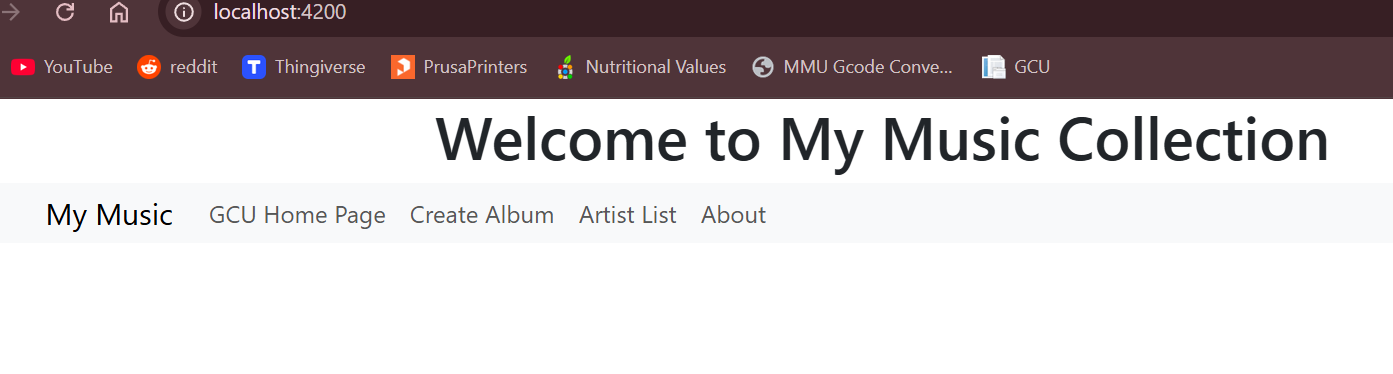 localhost:4200
YouTube reddit Thingiverse PrusaPrinters Nutritional Values MMU Gcode Conve... GCU
Welcome to My Music Collection
My Music GCU Home Page Create Album Artist List About